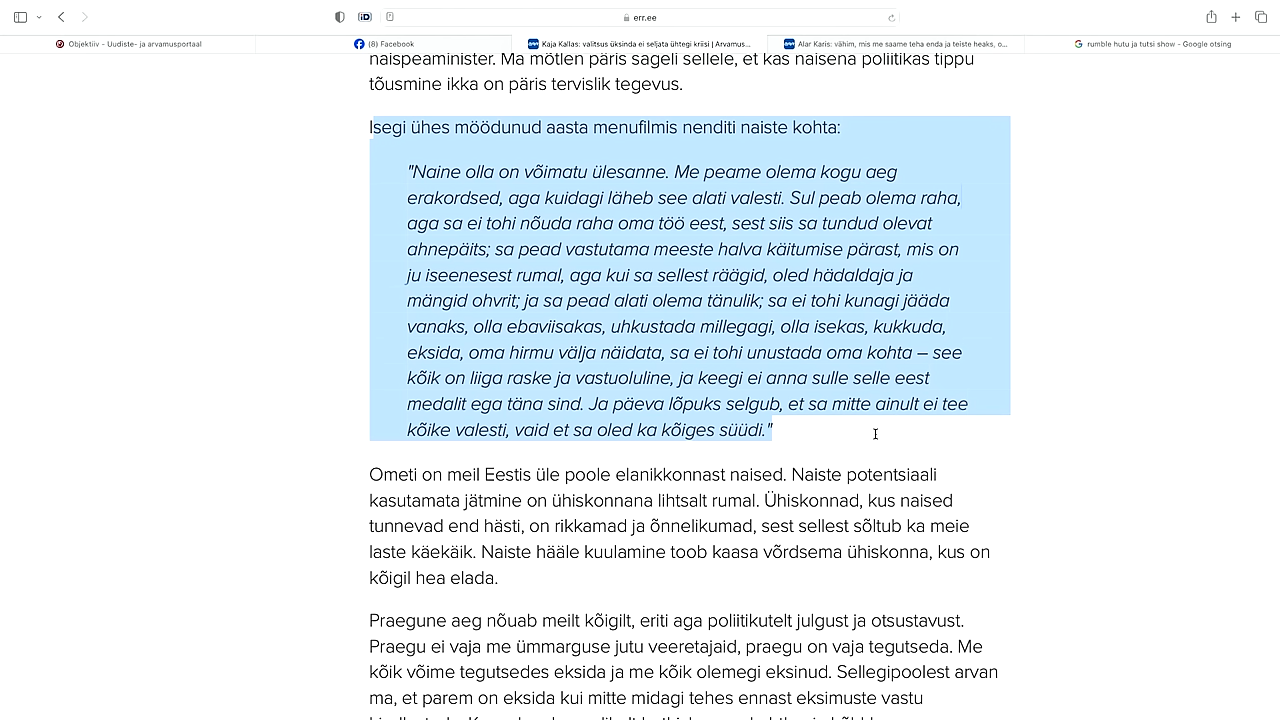 err.ee
Objektiiv - Uudiste- ja arvamusportaal
(8) Facebook
Kaja Kallas: valitsus üksinda ei seljata ühtegi kriisi | Arvamus...
Alar Karis: vähim, mis me saame teha enda ja teiste heaks, o...
rumble hutu ja tutsi show - Google otsing
naispeaminister. Ma mõtlen päris sageli sellele, et kas naisena poliitikas tippu
tõusmine ikka on päris tervislik tegevus.
Isegi ühes möödunud aasta menufilmis nenditi naiste kohta:
"Naine olla on võimatu ülesanne. Me peame olema kogu aeg
erakordsed, aga kuidagi läheb see alati valesti. Sul peab olema raha,
aga sa ei tohi nõuda raha oma töö eest, sest siis sa tundud olevat
ahnepäits; sa pead vastutama meeste halva käitumise pärast, mis on
ju iseenesest rumal, aga kui sa sellest räägid, oled hädaldaja ja
mängid ohvrit; ja sa pead alati olema tänulik; sa ei tohi kunagi jääda
vanaks, olla ebaviisakas, uhkustada millegagi, olla isekas, kukkuda,
eksida, oma hirmu välja näidata, sa ei tohi unustada oma kohta – see
kõik on liiga raske ja vastuoluline, ja keegi ei anna sulle selle eest
medalit ega täna sind. Ja päeva lõpuks selgub, et sa mitte ainult ei tee
kõike valesti, vaid et sa oled ka kõiges süüdi."
Ometi on meil Eestis üle poole elanikkonnast naised. Naiste potentsiaali
kasutamata jätmine on ühiskonnana lihtsalt rumal. Ühiskonnad, kus naised
tunnevad end hästi, on rikkamad ja õnnelikumad, sest sellest sõltub ka meie
laste käekäik. Naiste hääle kuulamine toob kaasa võrdsema ühiskonna, kus on
kõigil hea elada.
Praegune aeg nõuab meilt kõigilt, eriti aga poliitikutelt julgust ja otsustavust.
Praegu ei vaja me ümmarguse jutu veeretajaid, praegu on vaja tegutseda. Me
kõik võime tegutsedes eksida ja me kõik olemegi eksinud. Sellegipoolest arvan
ma, et parem on eksida kui mitte midagi tehes ennast eksimuste vastu